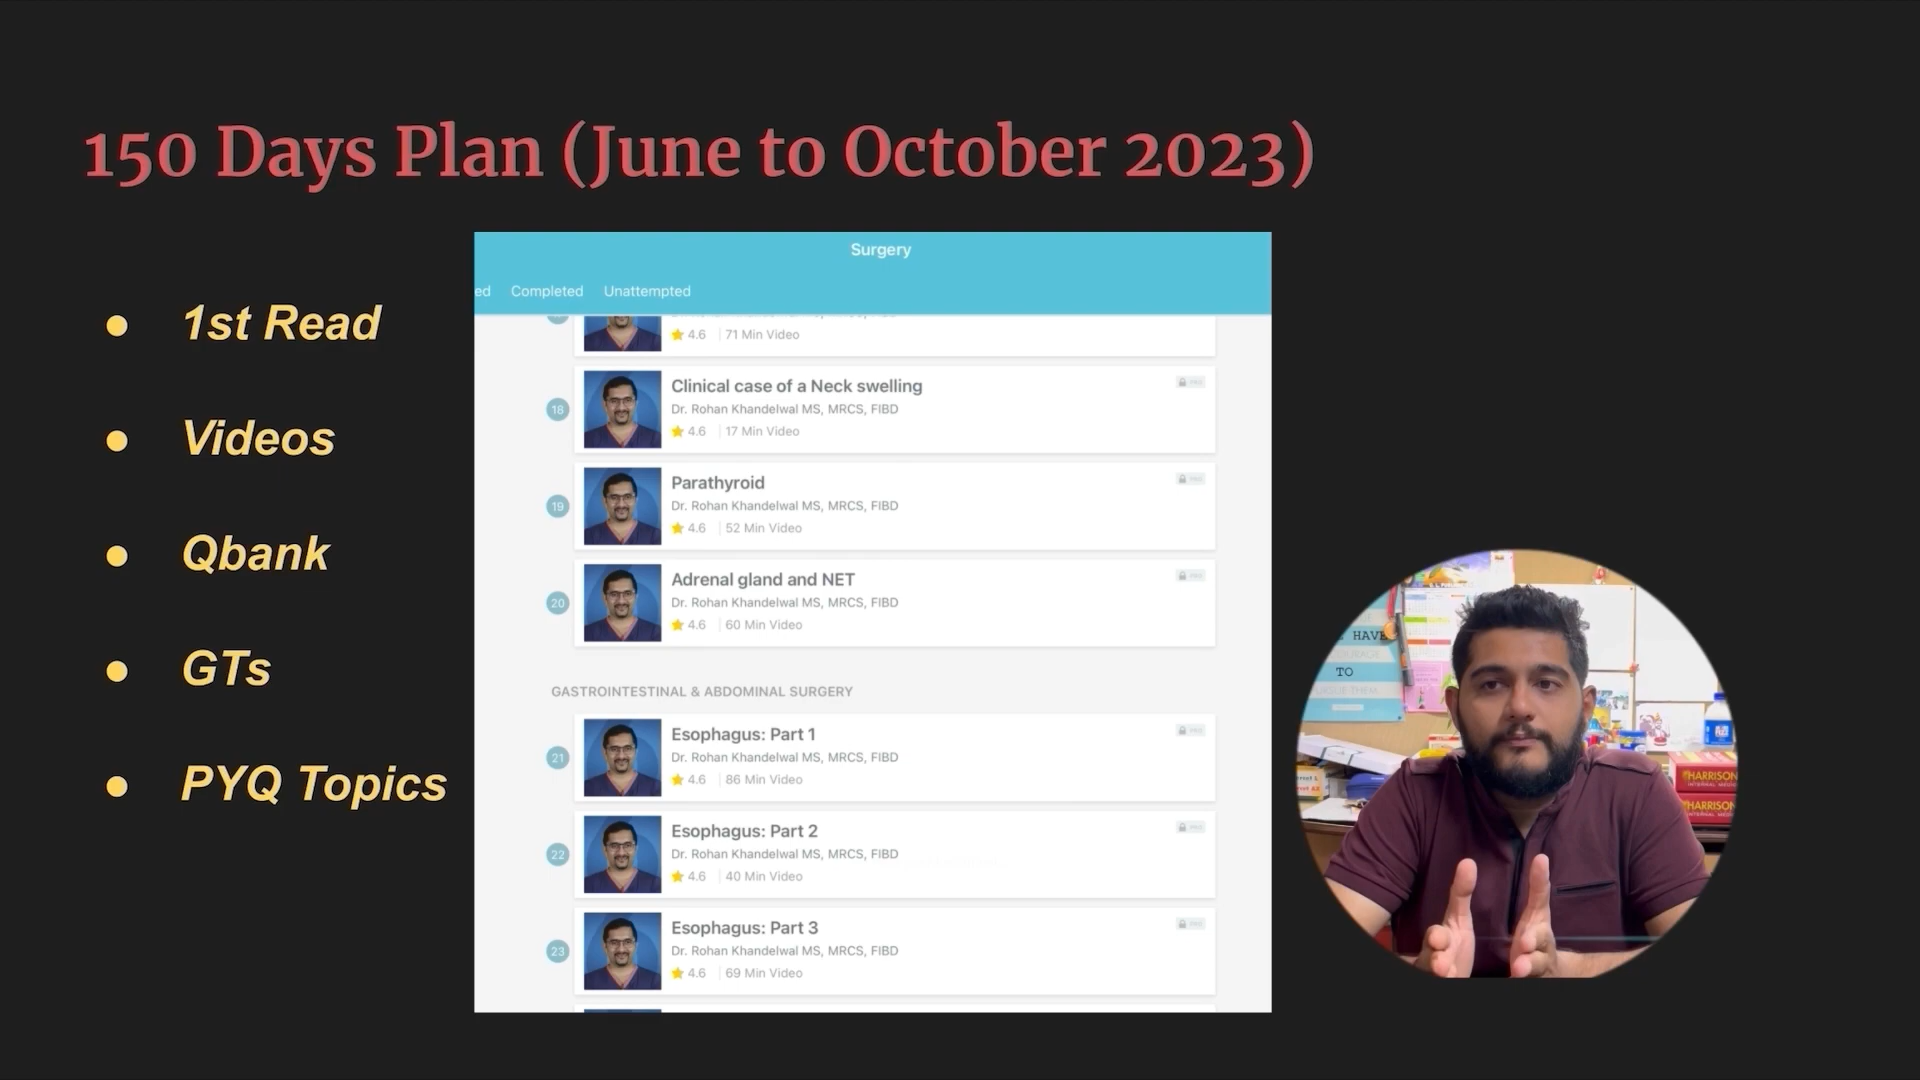 150 Days Plan (June to October 2023)
● 1st Read
● Videos
● Qbank
● GTs
● PYQ Topics
Surgery
ed Completed Unattempted
4.6 | 71 Min Video
18
Clinical case of a Neck swelling
Dr. Rohan Khandelwal MS, MRCS, FIBD
4.6 | 17 Min Video
19
Parathyroid
Dr. Rohan Khandelwal MS, MRCS, FIBD
4.6 | 52 Min Video
20
Adrenal gland and NET
Dr. Rohan Khandelwal MS, MRCS, FIBD
4.6 | 60 Min Video
GASTROINTESTINAL & ABDOMINAL SURGERY
21
Esophagus: Part 1
Dr. Rohan Khandelwal MS, MRCS, FIBD
4.6 | 86 Min Video
22
Esophagus: Part 2
Dr. Rohan Khandelwal MS, MRCS, FIBD
4.6 | 40 Min Video
23
Esophagus: Part 3
Dr. Rohan Khandelwal MS, MRCS, FIBD
4.6 | 69 Min Video
HAVE
TO
HARRISON
HARRISON